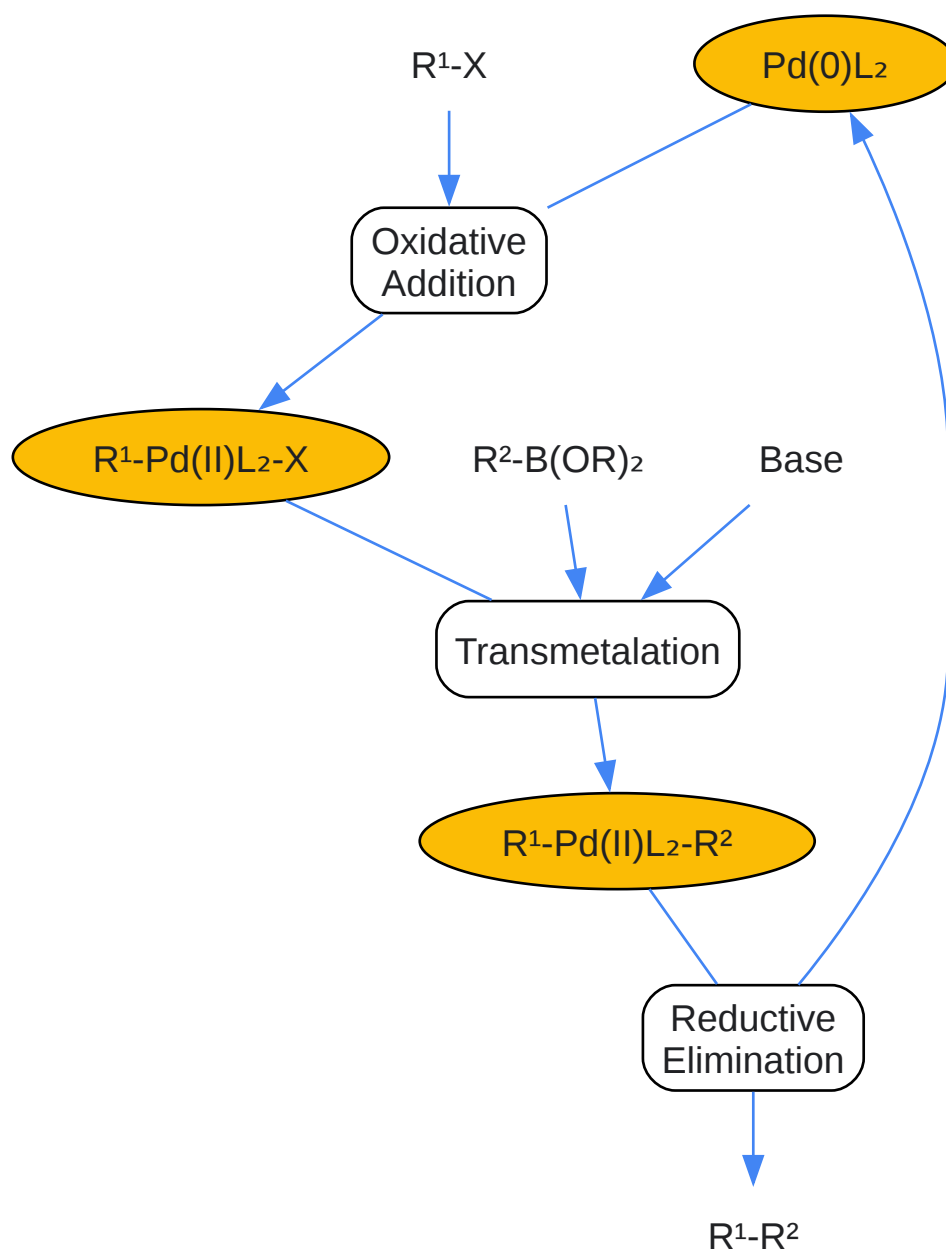 R¹-X
Pd(0)L₂
Oxidative
Addition
R¹-Pd(II)L₂-X
R²-B(OR)₂
Base
Transmetalation
R¹-Pd(II)L₂-R²
Reductive
Elimination
R¹-R²